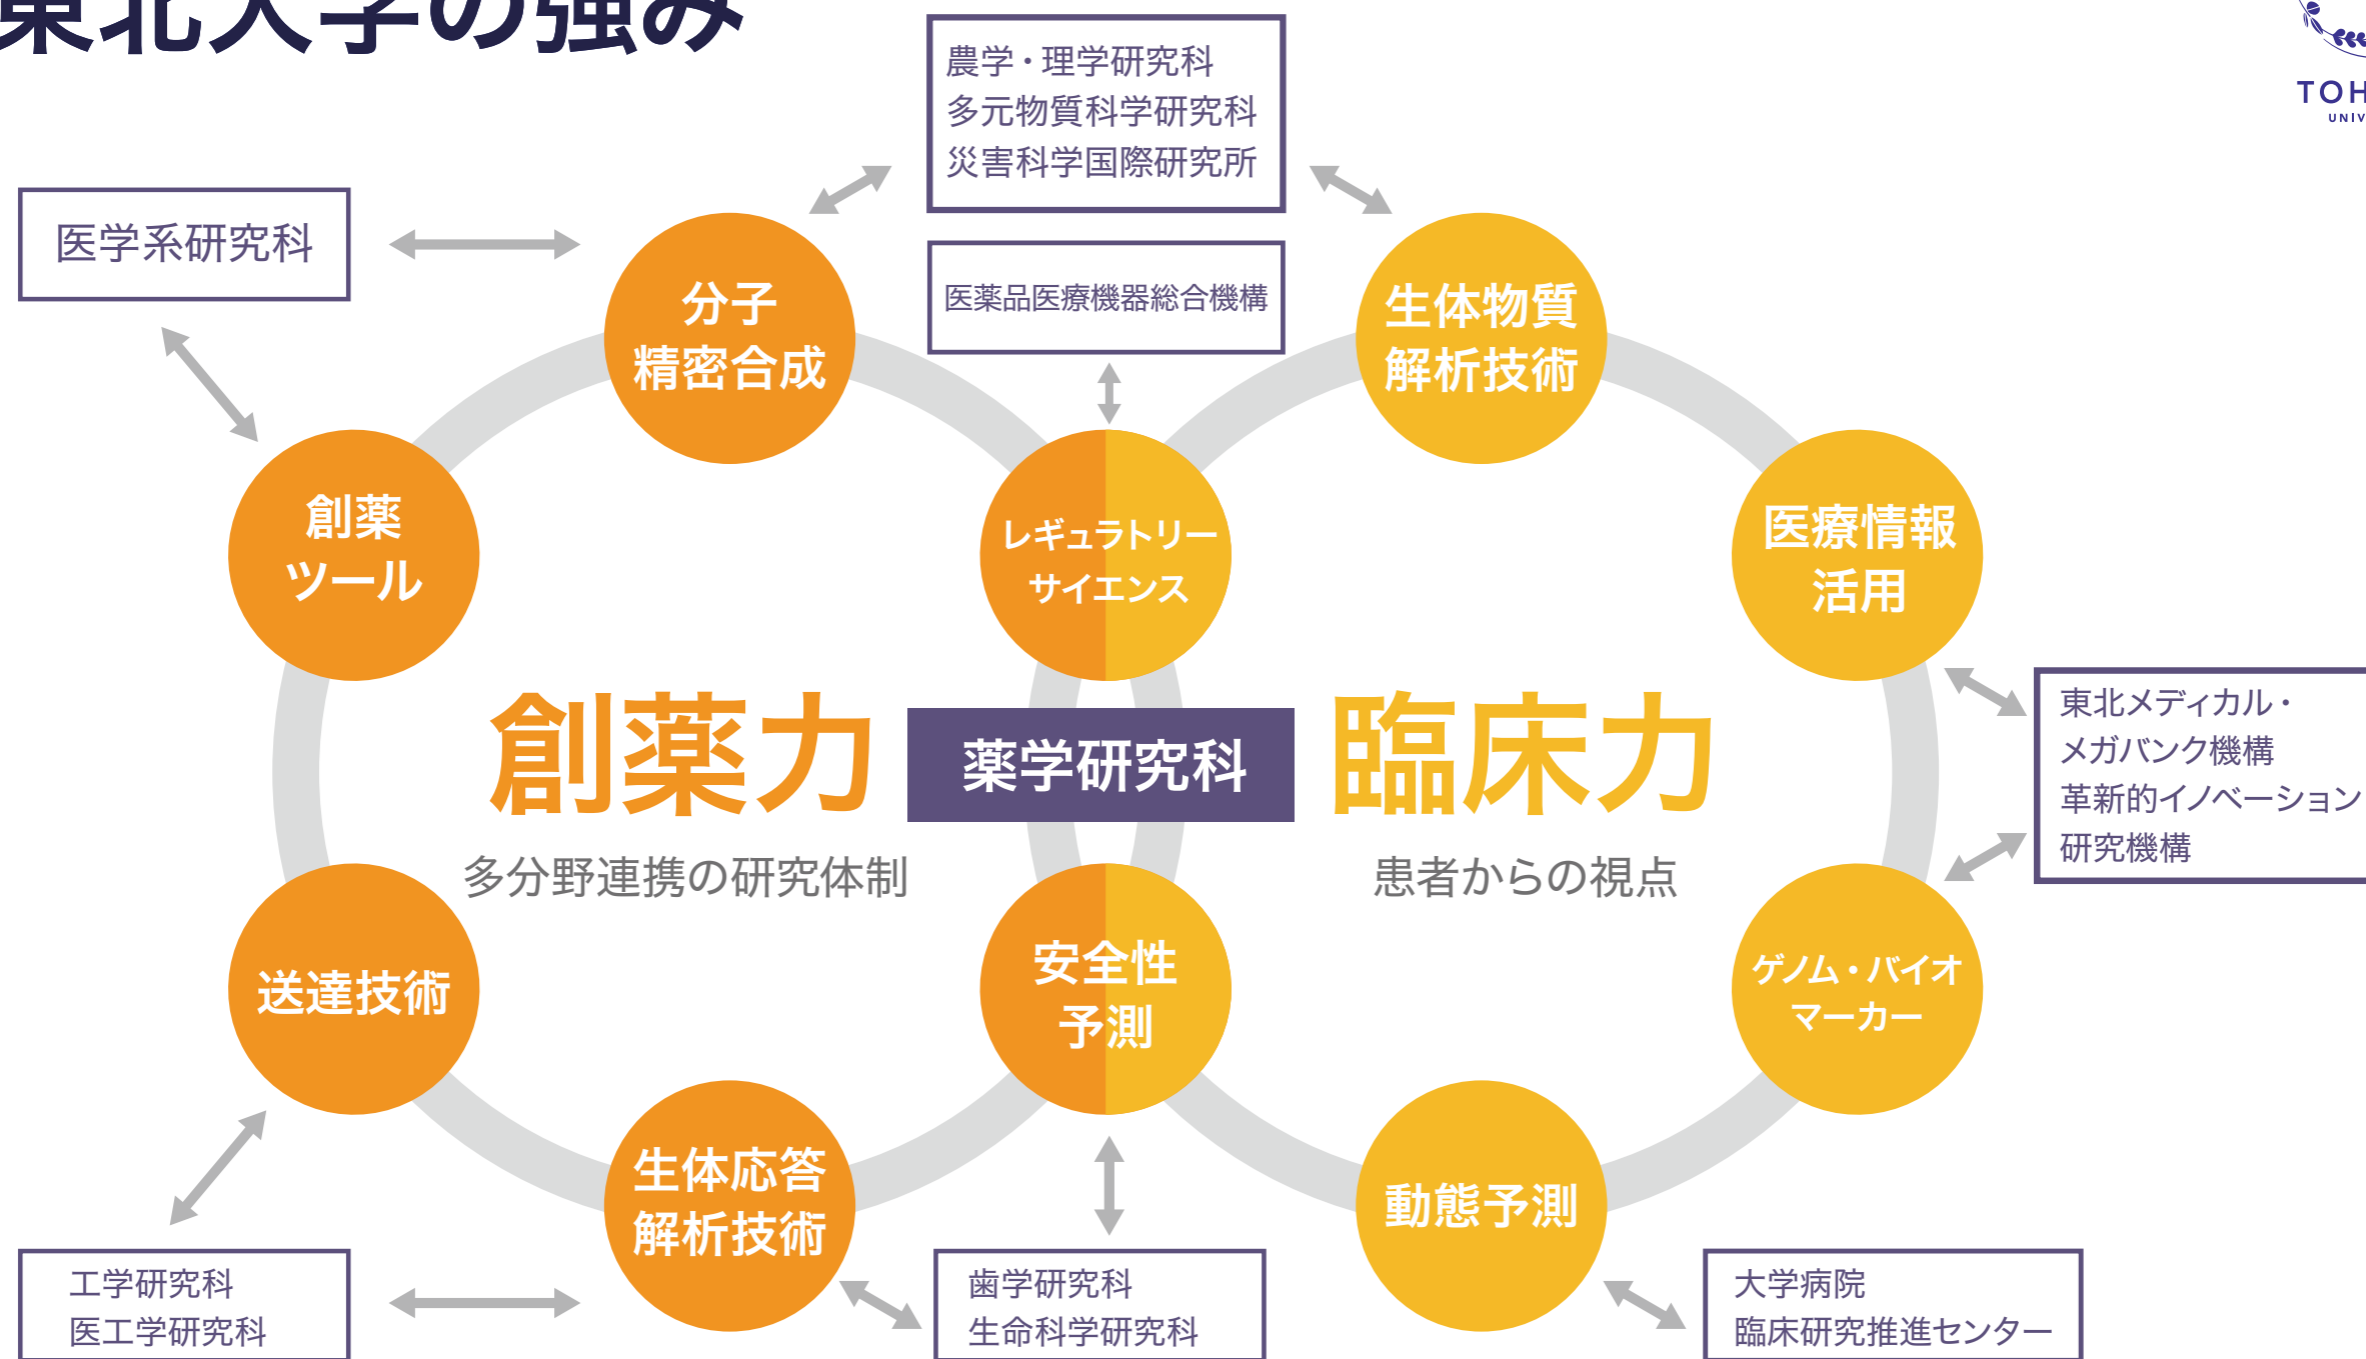 東北大学の強み
TOH
UNIV
農学・理学研究科
多元物質科学研究科
災害科学国際研究所
医学系研究科
医薬品医療機器総合機構
分子
精密合成
生体物質
解析技術
創薬
ツール
レギュラトリー
サイエンス
医療情報
活用
創薬力
多分野連携の研究体制
薬学研究科
臨床力
患者からの視点
東北メディカル・
メガバンク機構
革新的イノベーション
研究機構
送達技術
安全性
予測
ゲノム・バイオ
マーカー
生体応答
解析技術
動態予測
工学研究科
医工学研究科
歯学研究科
生命科学研究科
大学病院
臨床研究推進センター